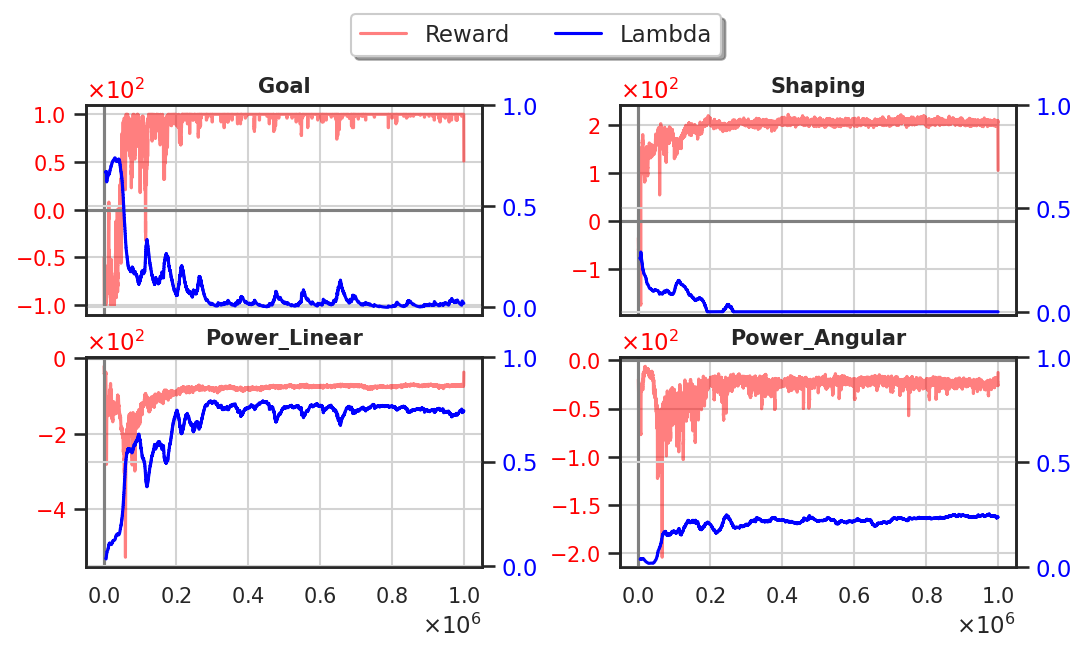 Reward Lambda
×10² Goal ×10² Shaping
1.0 1.0 2 1.0
0.5 1
0.0 0.5 0 0.5
−0.5 −1
−1.0 0.0 0.0
×10² Power_Linear ×10² Power_Angular
0 1.0 0.0 1.0
−0.5
−2 0.5 −1.0 0.5
−4 −1.5
0.0 −2.0 0.0
0.0 0.2 0.4 0.6 0.8 1.0 0.0 0.2 0.4 0.6 0.8 1.0
×10⁶ ×10⁶